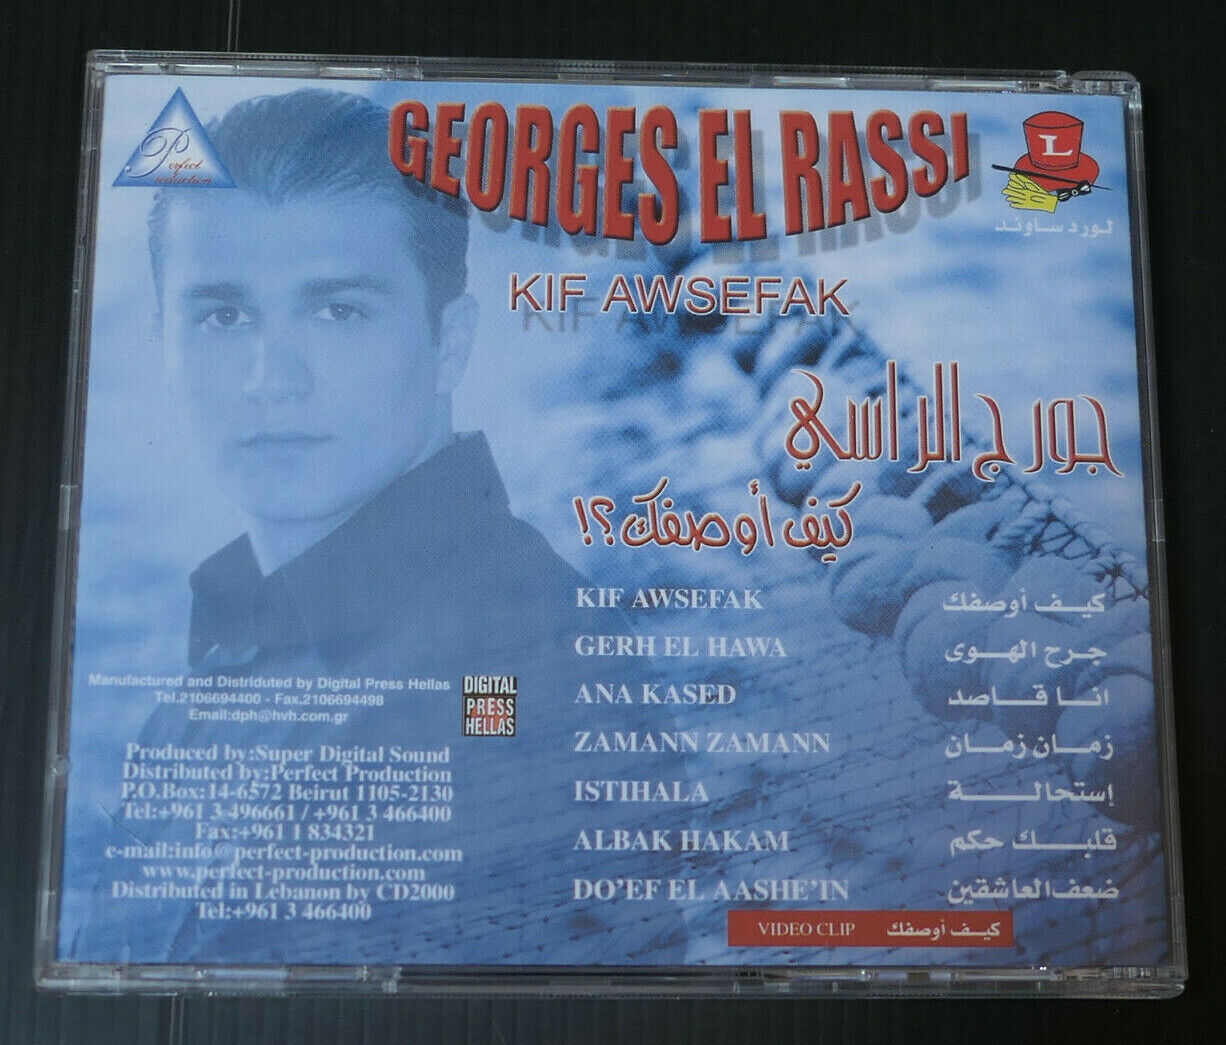 Perfect
Production
GEORGES EL RASSI
L
لورد ساوند
KIF AWSEFAK
جورج الراسي
كيف أوصفك؟!
KIF AWSEFAK كيف أوصفك
GERH EL HAWA جرح الهوى
ANA KASED انا قاصد
ZAMANN ZAMANN زمان زمان
ISTIHALA إستحالة
ALBAK HAKAM قلبك حكم
DO'EF EL AASHE'IN ضعف العاشقين
VIDEO CLIP كيف أوصفك
Manufactured and Distriduted by Digital Press Hellas
Tel.2106694400 - Fax.2106694498
Email:dph@hvh.com.gr
DIGITAL
PRESS
HELLAS
Produced by:Super Digital Sound
Distributed by:Perfect Production
P.O.Box:14-6572 Beirut 1105-2130
Tel:+961 3 496661 / +961 3 466400
Fax:+961 1 834321
e-mail:info@perfect-production.com
www.perfect-production.com
Distributed in Lebanon by CD2000
Tel:+961 3 466400